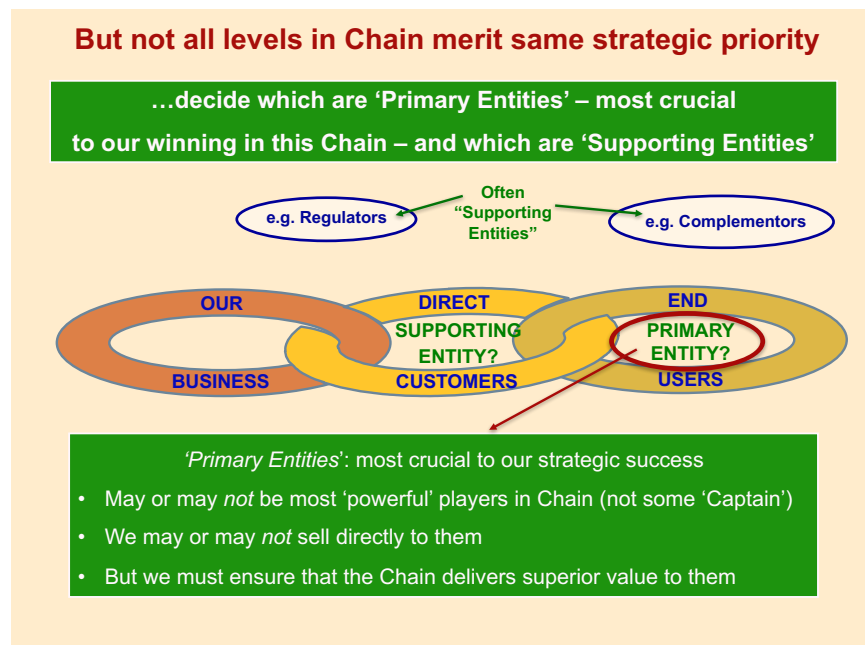 But not all levels in Chain merit same strategic priority
…decide which are ‘Primary Entities’ – most crucial
to our winning in this Chain – and which are ‘Supporting Entities’
Often
“Supporting
Entities”
e.g. Regulators
e.g. Complementors
OUR
BUSINESS
DIRECT
SUPPORTING
ENTITY?
CUSTOMERS
END
PRIMARY
ENTITY?
USERS
‘Primary Entities’: most crucial to our strategic success
• May or may not be most ‘powerful’ players in Chain (not some ‘Captain’)
• We may or may not sell directly to them
• But we must ensure that the Chain delivers superior value to them